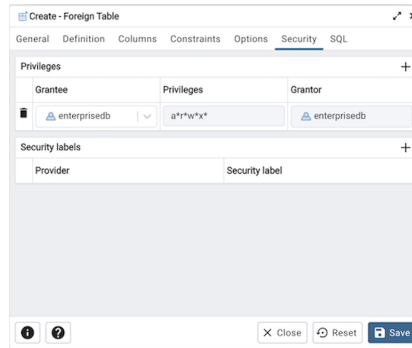 Create - Foreign Table
General Definition Columns Constraints Options Security SQL
Privileges
Grantee Privileges Grantor
enterprisedb a*r*w*x* enterprisedb
Security labels
Provider Security label
Close Reset Save